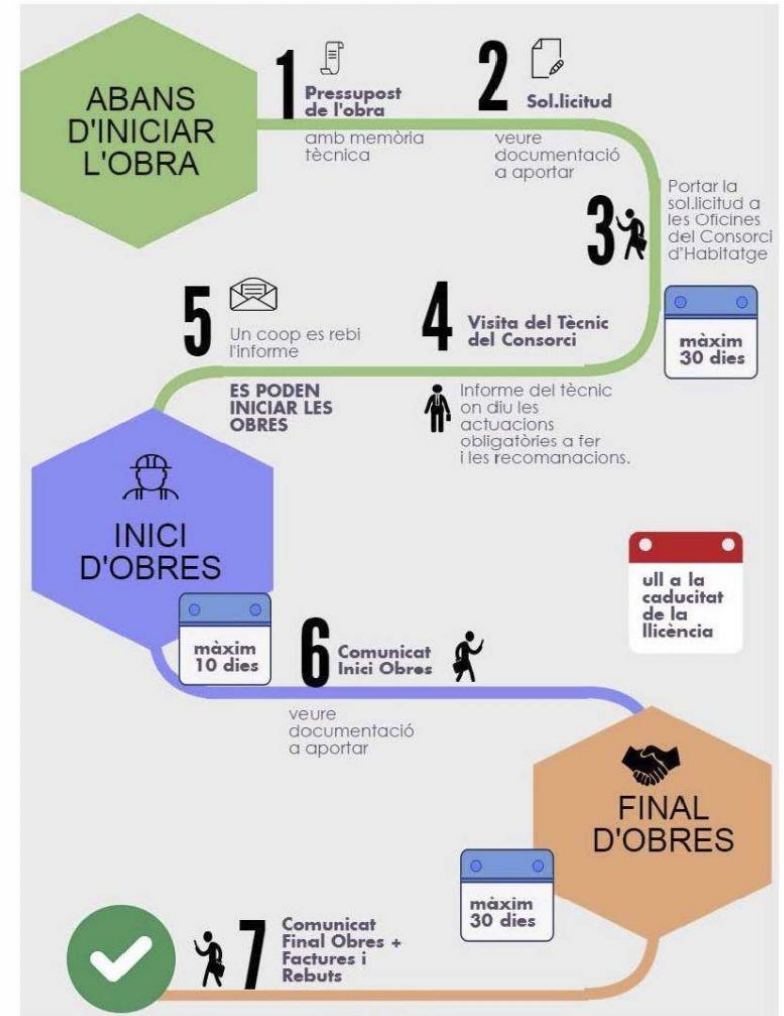 ABANS
D'INICIAR
L'OBRA
1
Pressupost
de l'obra
amb memòria
tècnica
2
Sol.licitud
veure
documentació
a aportar
3
Portar la
sol.licitud a
les Oficines
del Consorci
d'Habitatge
màxim
30 dies
4
Visita del Tècnic
del Consorci
Informe del tècnic
on diu les
actuacions
obligatòries a fer
i les recomanacions.
5
Un coop es rebi
l'informe
ES PODEN
INICIAR LES
OBRES
INICI
D'OBRES
màxim
10 dies
6
Comunicat
Inici Obres
veure
documentació
a aportar
ull a la
caducitat
de la
llicència
FINAL
D'OBRES
màxim
30 dies
7
Comunicat
Final Obres +
Factures i
Rebuts